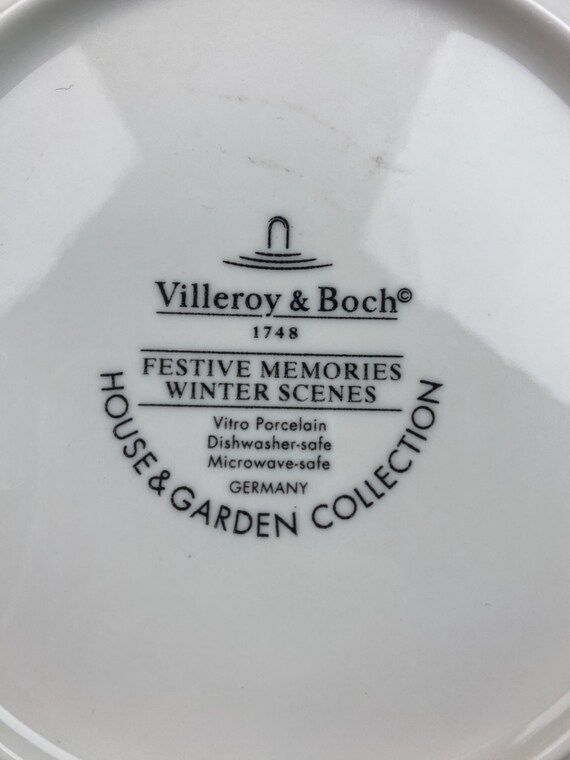 Villeroy & Boch©
1748
FESTIVE MEMORIES
WINTER SCENES
Vitro Porcelain
Dishwasher-safe
Microwave-safe
GERMANY
HOUSE & GARDEN COLLECTION